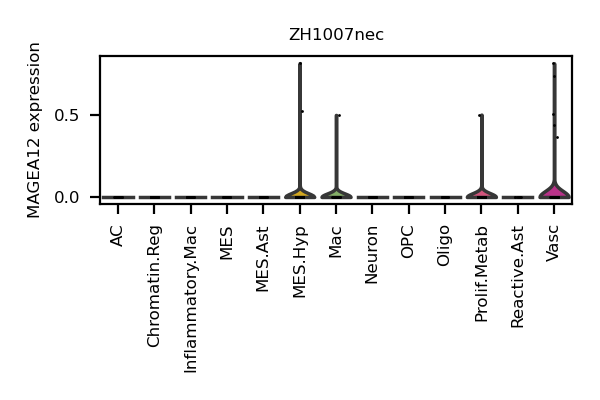 ZH1007nec
MAGEA12 expression
0.5
0.0
AC
Chromatin.Reg
Inflammatory.Mac
MES
MES.Ast
MES.Hyp
Mac
Neuron
OPC
Oligo
Prolif.Metab
Reactive.Ast
Vasc